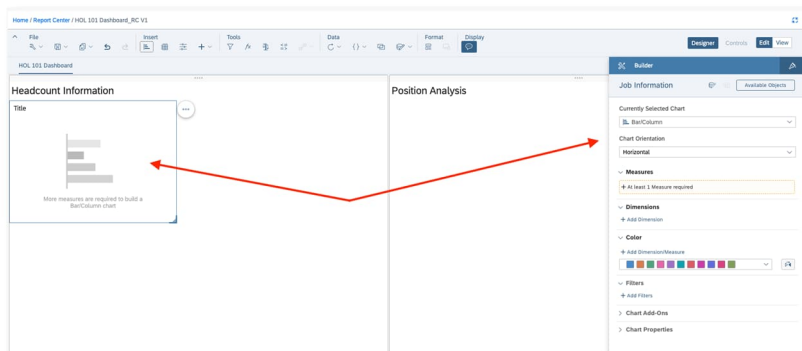 Home / Report Center / HOL 101 Dashboard_RC V1
File
Insert
Tools
Data
Format
Display
Designer
Controls
Edit
View
HOL 101 Dashboard
Headcount Information
Title
More measures are required to build a
Bar/Column chart
Position Analysis
Builder
Job Information
Available Objects
Currently Selected Chart
Bar/Column
Chart Orientation
Horizontal
Measures
+ At least 1 Measure required
Dimensions
+ Add Dimension
Color
+ Add Dimension/Measure
Filters
+ Add Filters
Chart Add-Ons
Chart Properties